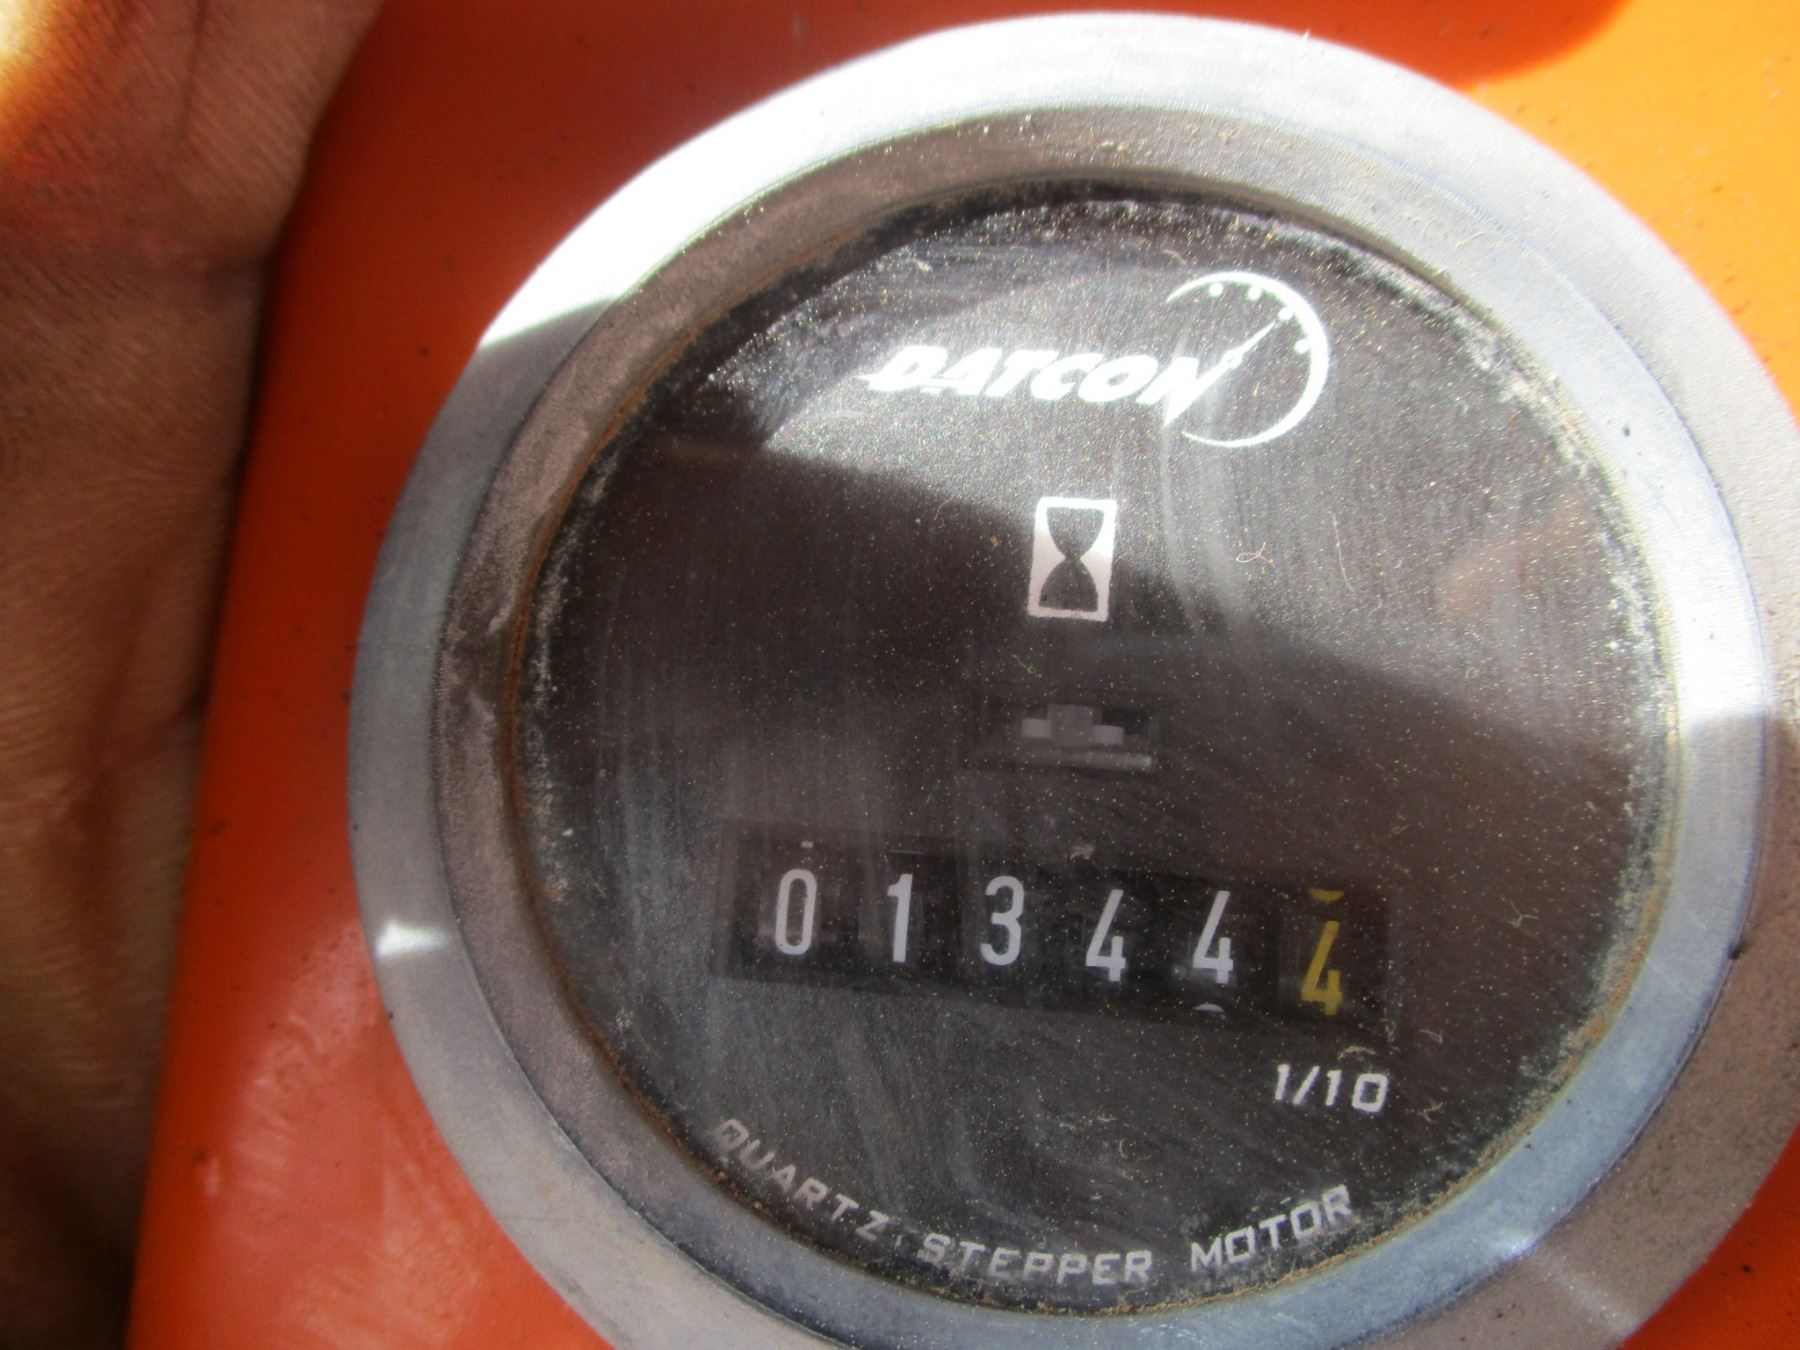 DATCON
013444
1/10
QUARTZ STEPPER MOTOR